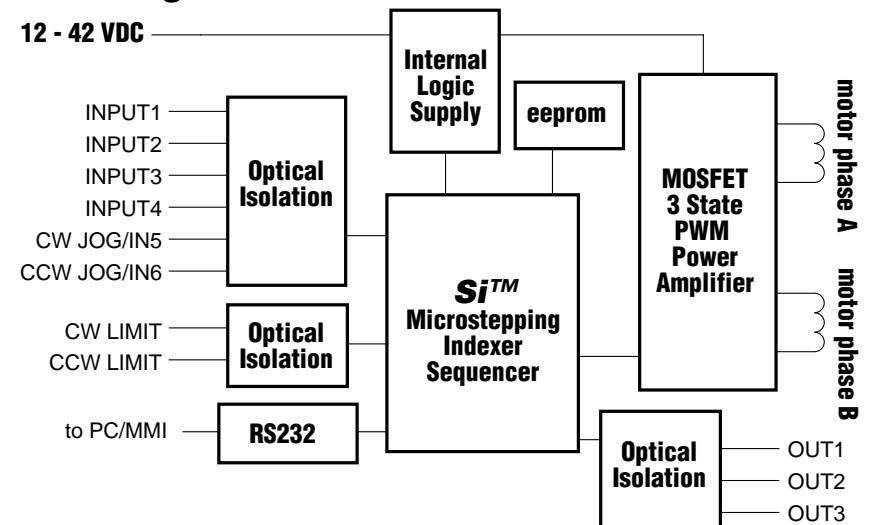 12 - 42 VDC
Internal
Logic
Supply
eeprom
INPUT1
INPUT2
INPUT3
INPUT4
CW JOG/IN5
CCW JOG/IN6
Optical
Isolation
MOSFET
3 State
PWM
Power
Amplifier
motor phase A
motor phase B
Si™
Microstepping
Indexer
Sequencer
CW LIMIT
CCW LIMIT
Optical
Isolation
to PC/MMI
RS232
Optical
Isolation
OUT1
OUT2
OUT3